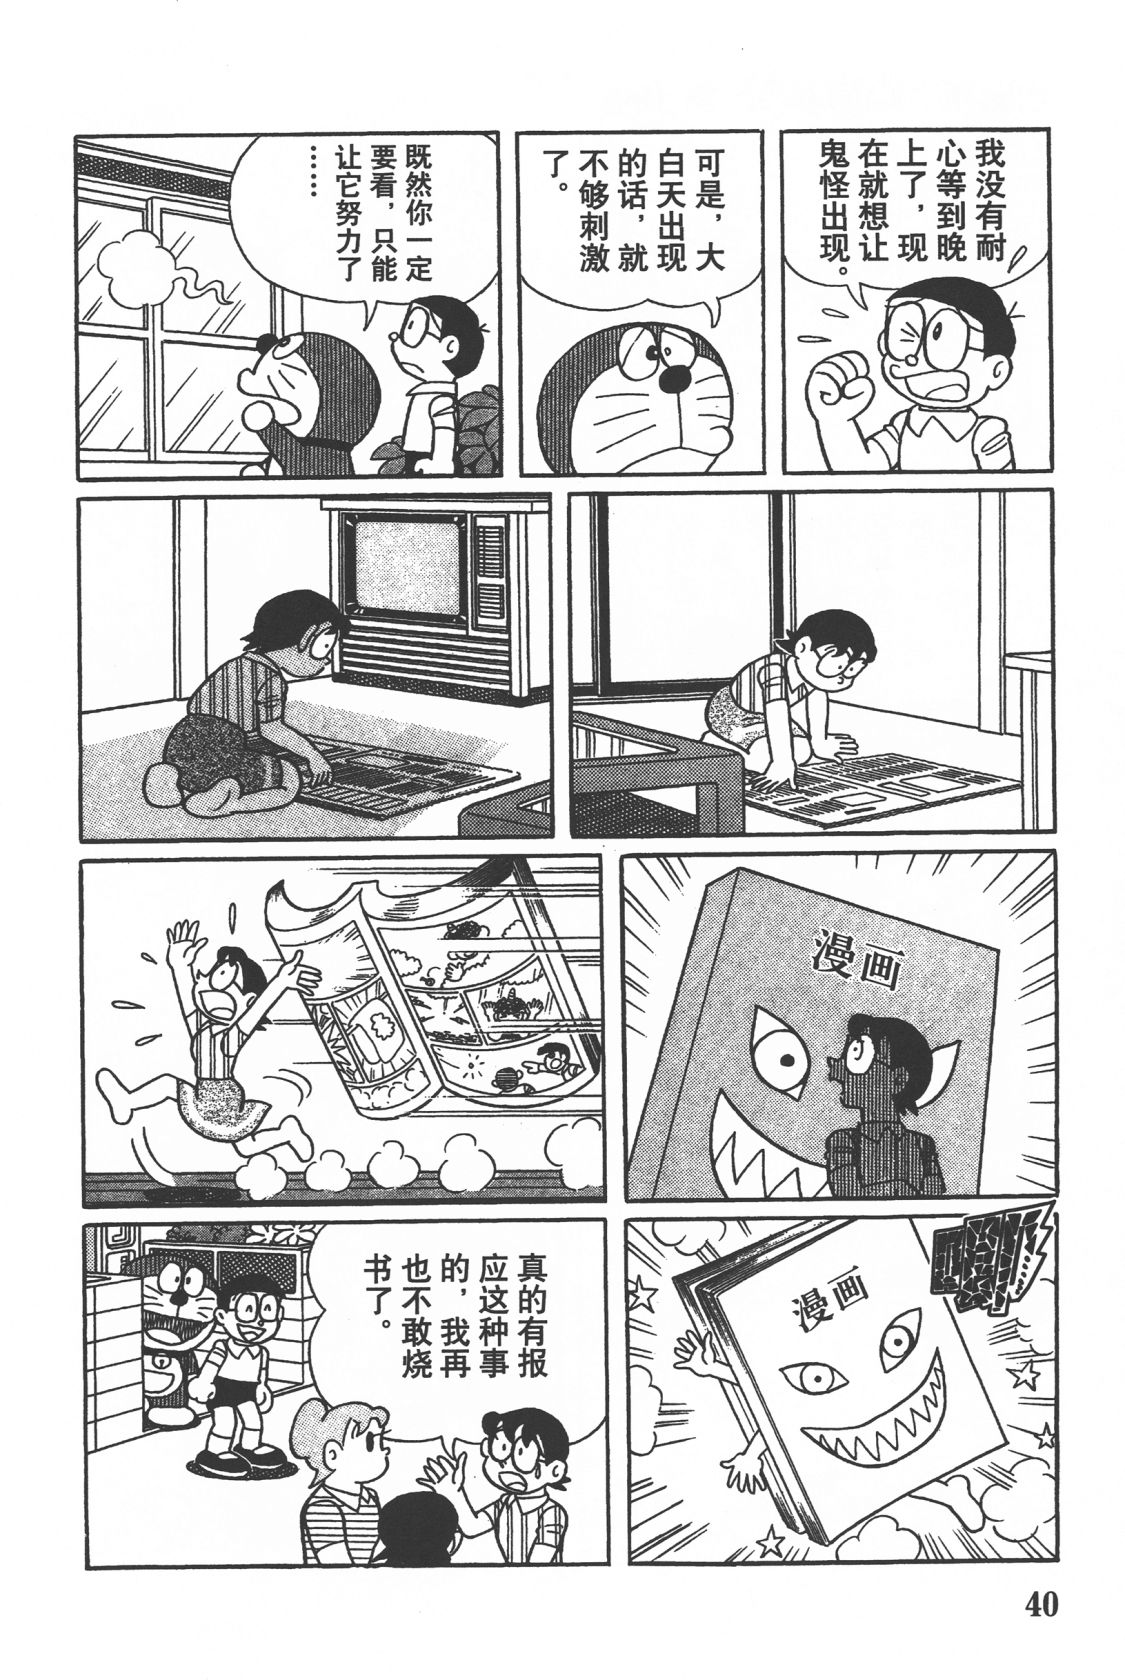 我没有耐
心等到晚
上了，现
在就想让
鬼怪出现。
可是，大
白天出现
的话，就
不够刺激
了。
既然你一定
要看，只能
让它努力了
……
漫画
漫画
真的有报
应这种事
的，我再
也不敢烧
书了。
40